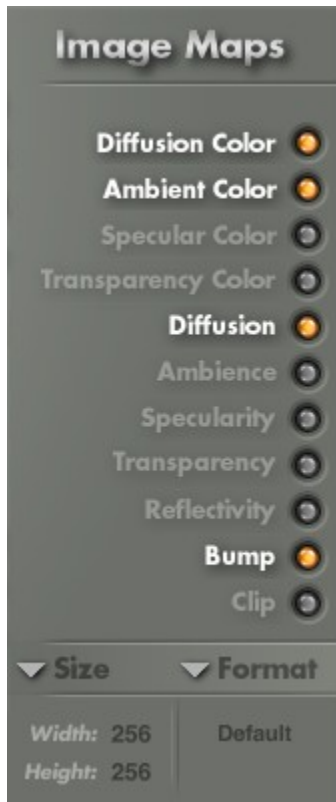 Image Maps
Diffusion Color
Ambient Color
Specular Color
Transparency Color
Diffusion
Ambience
Specularity
Transparency
Reflectivity
Bump
Clip
Size Format
Width: 256 Default
Height: 256